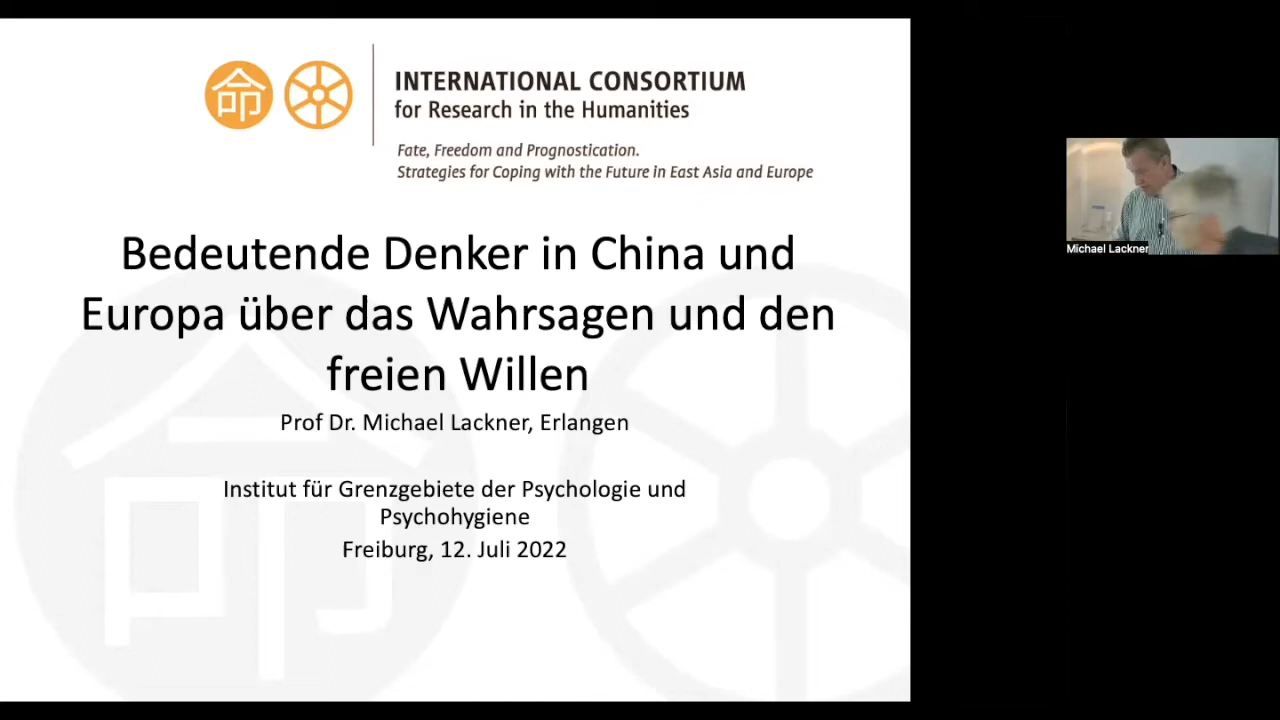 命
INTERNATIONAL CONSORTIUM
for Research in the Humanities
Fate, Freedom and Prognostication.
Strategies for Coping with the Future in East Asia and Europe
Bedeutende Denker in China und
Europa über das Wahrsagen und den
freien Willen
Prof Dr. Michael Lackner, Erlangen
Institut für Grenzgebiete der Psychologie und
Psychohygiene
Freiburg, 12. Juli 2022
命
Michael Lackner